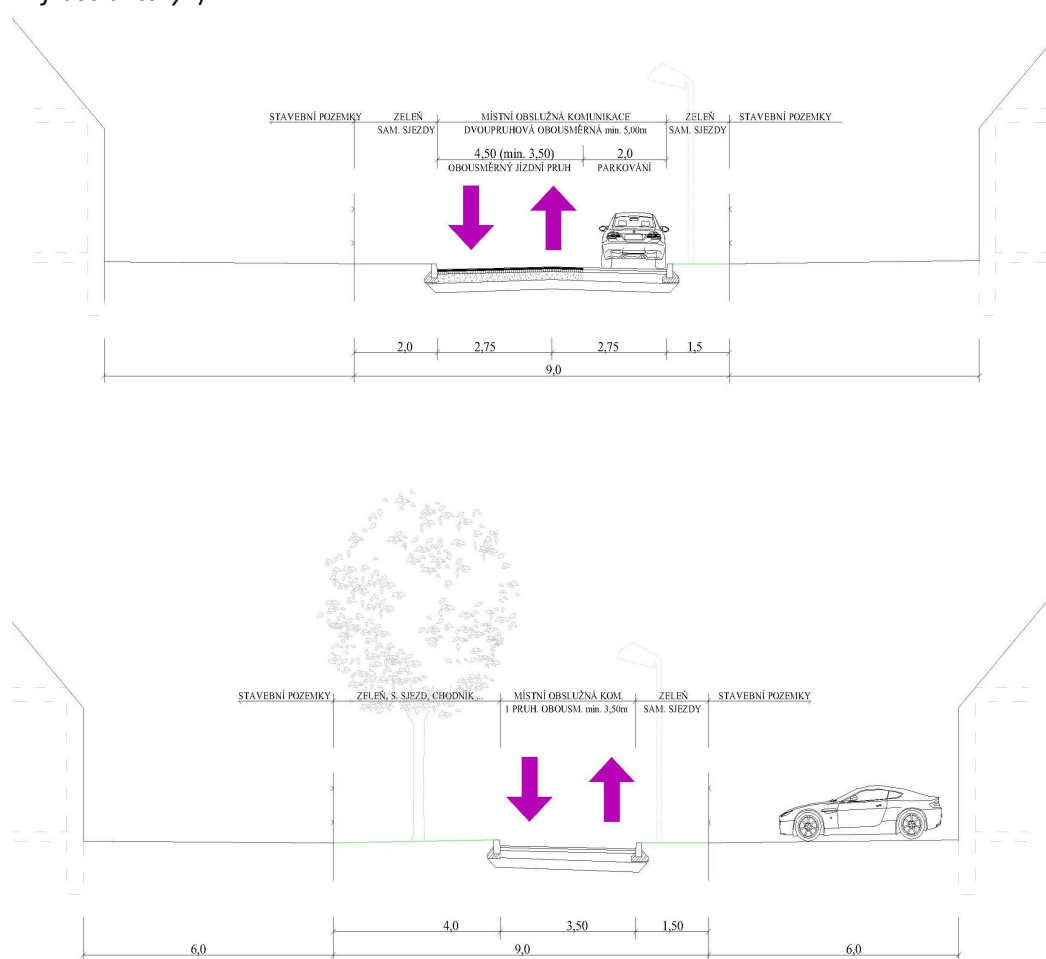 STAVEBNÍ POZEMKY ZELEŇ MÍSTNÍ OBSLUŽNÁ KOMUNIKACE ZELEŇ STAVEBNÍ POZEMKY
SAM. SJEZDY DVOUPRUHOVÁ OBOUSMĚRNÁ min. 5,00m SAM. SJEZDY
4,50 (min. 3,50) 2,0
OBOUSMĚRNÝ JÍZDNÍ PRUH PARKOVÁNÍ
2,0 2,75 2,75 1,5
9,0
STAVEBNÍ POZEMKY ZELEŇ, S. SJEZD, CHODNÍK ... MÍSTNÍ OBSLUŽNÁ KOM. ZELEŇ STAVEBNÍ POZEMKY
1 PRUH. OBOUSM. min. 3,50m SAM. SJEZDY
4,0 3,50 1,50
6,0 9,0 6,0